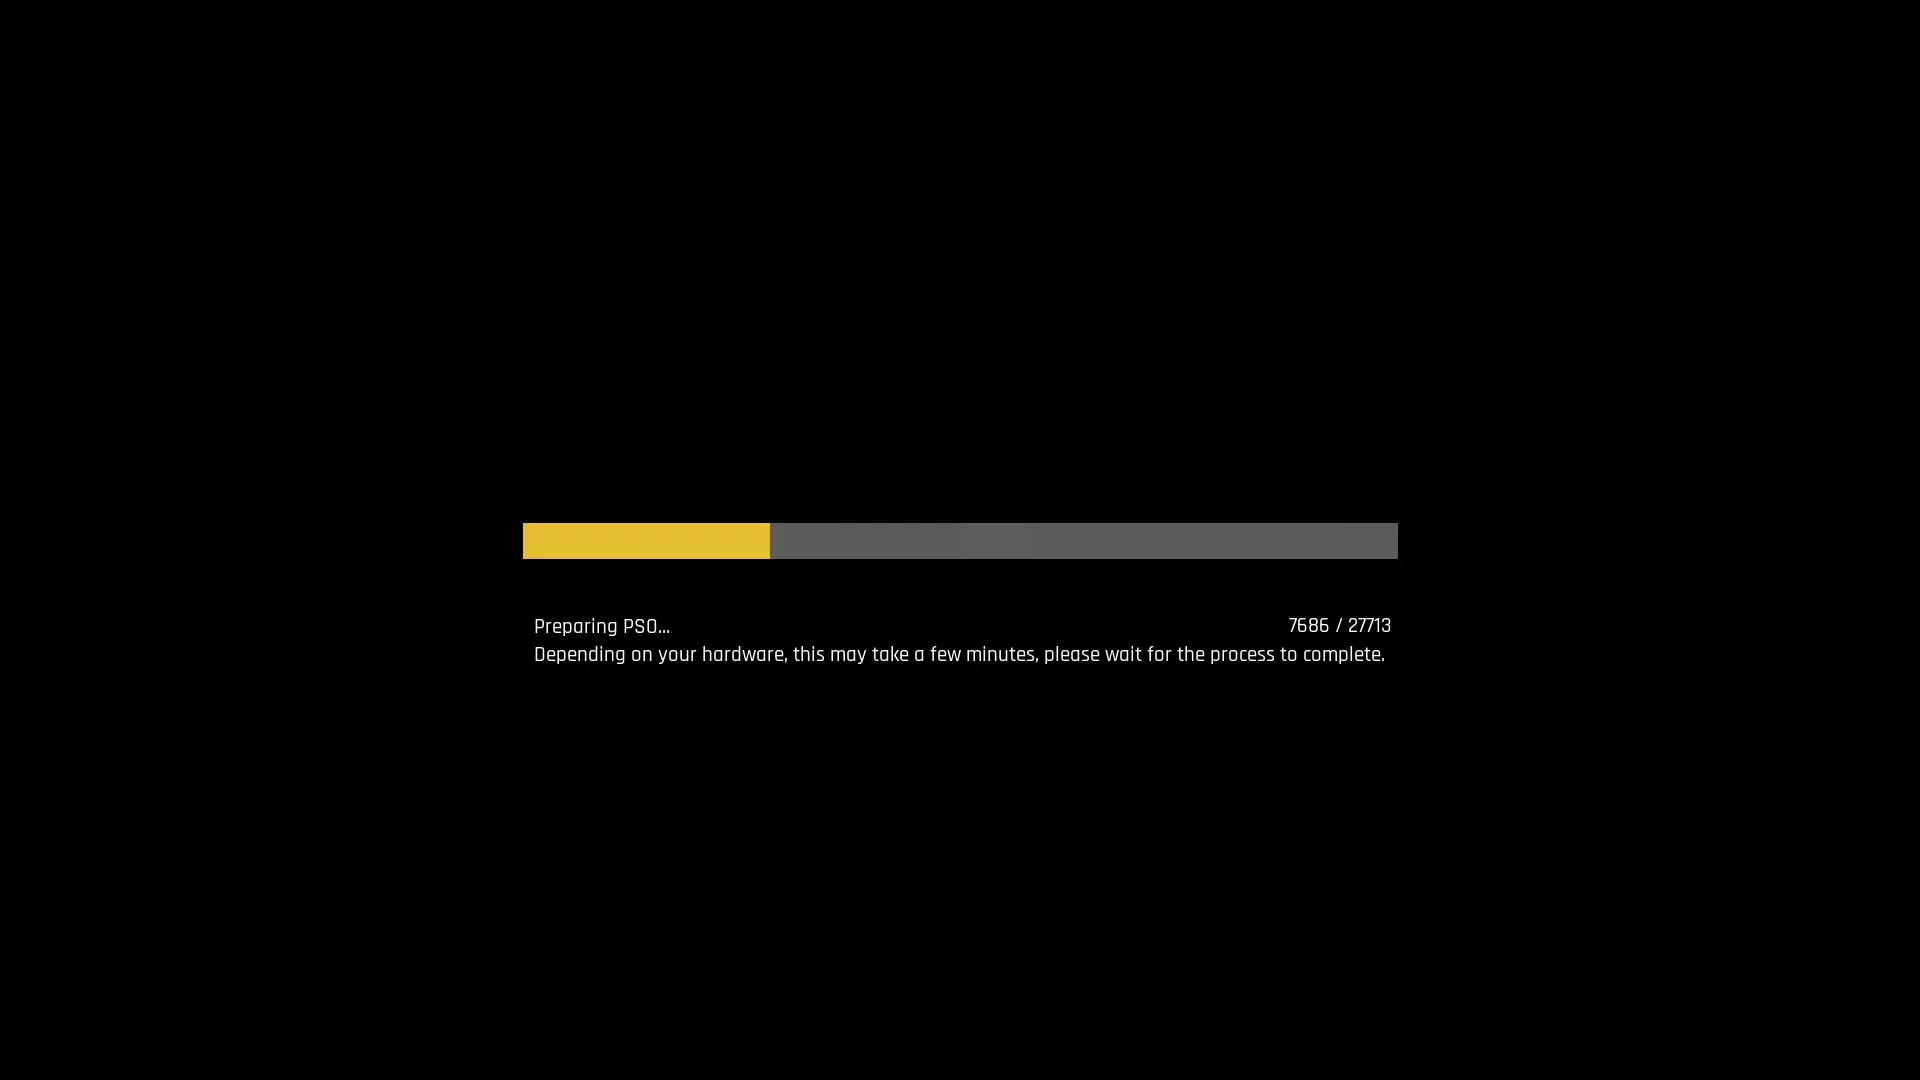 Preparing PSO... 7686 / 27713
Depending on your hardware, this may take a few minutes, please wait for the process to complete.